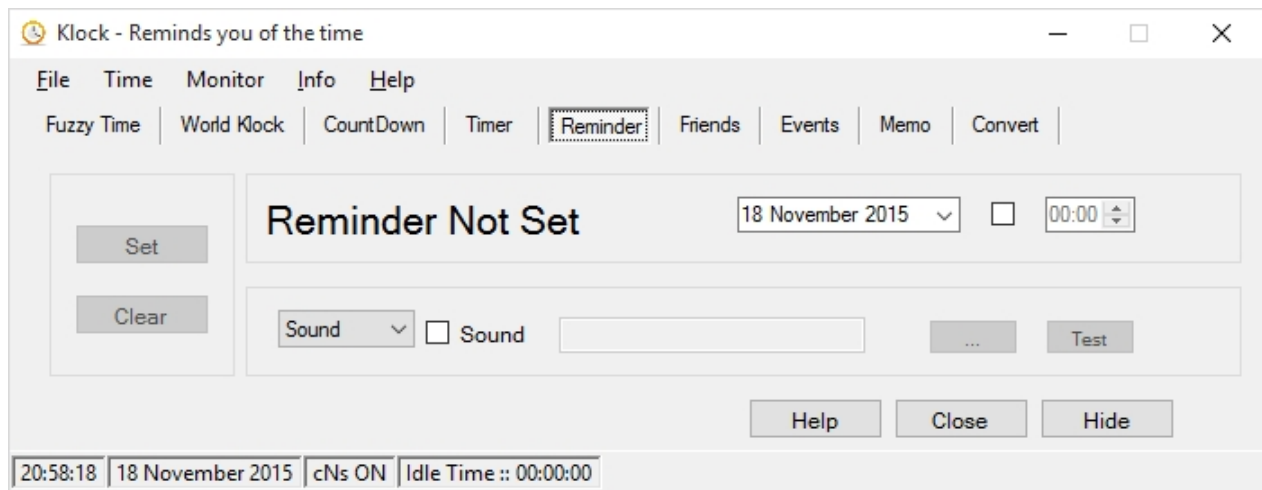 Klock - Reminds you of the time
File Time Monitor Info Help
Fuzzy Time World Klock CountDown Timer Reminder Friends Events Memo Convert
Set
Clear
Reminder Not Set 18 November 2015 00:00
Sound Sound ... Test
Help Close Hide
20:58:18 18 November 2015 cNs ON Idle Time :: 00:00:00